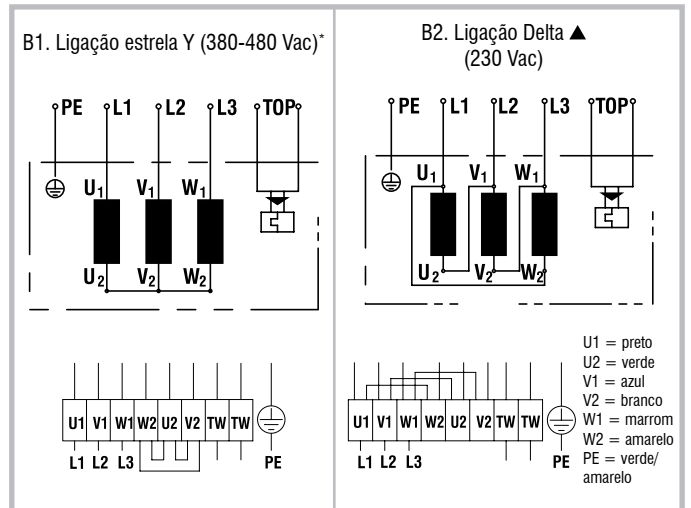 B1. Ligação estrela Y (380-480 Vac)*
PE L1 L2 L3 TOP
U1 V1 W1
U2 V2 W2
U1 V1 W1 W2 U2 V2 TW TW
L1 L2 L3 PE
B2. Ligação Delta ▲
(230 Vac)
PE L1 L2 L3 TOP
U1 V1 W1
U2 V2 W2
U1 V1 W1 W2 U2 V2 TW TW
L1 L2 L3 PE
U1 = preto
U2 = verde
V1 = azul
V2 = branco
W1 = marrom
W2 = amarelo
PE = verde/
amarelo